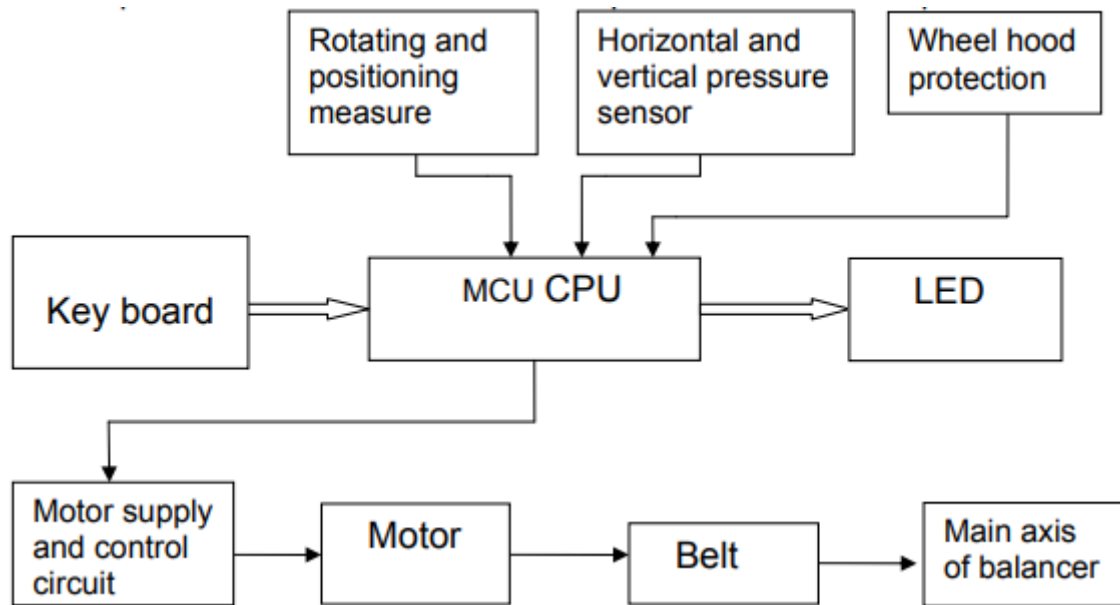 Rotating and
positioning
measure
Horizontal and
vertical pressure
sensor
Wheel hood
protection
Key board
MCU CPU
LED
Motor supply
and control
circuit
Motor
Belt
Main axis
of balancer